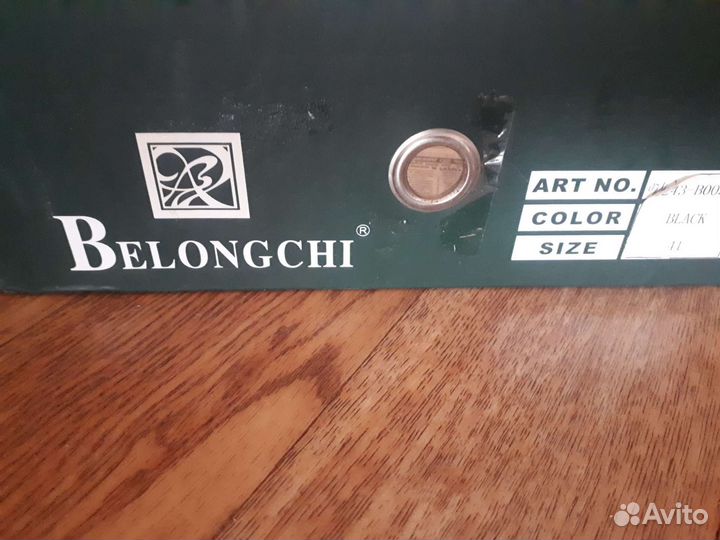 BELONGCHI®
ART NO.
COLOR BLACK
SIZE 41
Avito